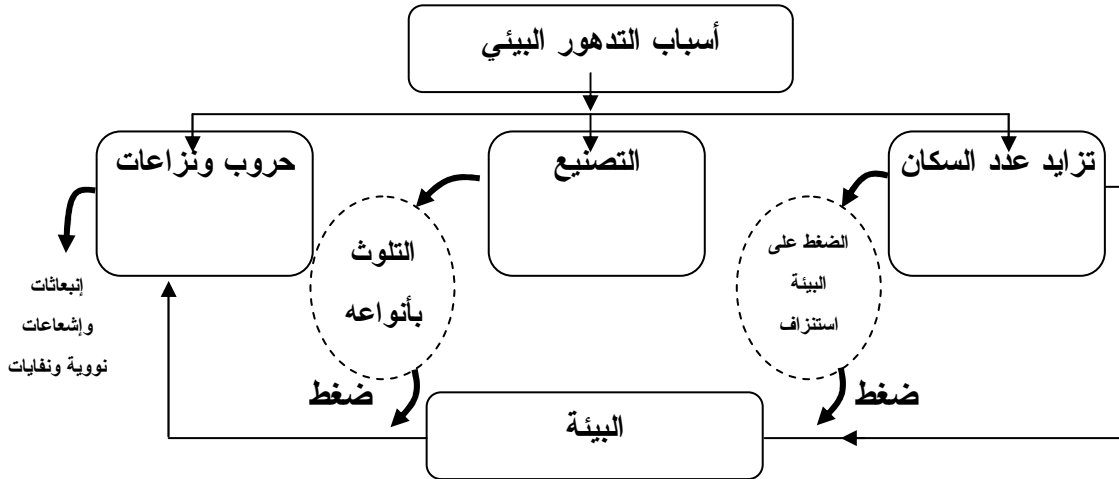 أسباب التدهور البيئي
تزايد عدد السكان
التصنيع
حروب ونزاعات
الضغط على
البيئة
استنزاف
التلوث
بأنواعه
إنبعاثات
وإشعاعات
نووية ونفايات
ضغط
ضغط
البيئة